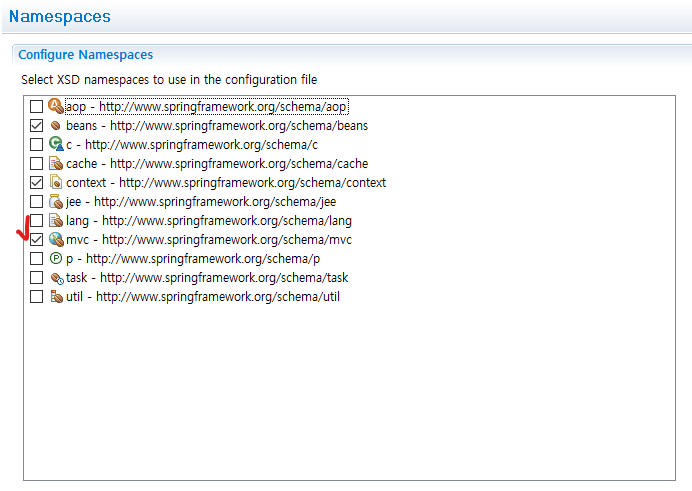 Namespaces
Configure Namespaces
Select XSD namespaces to use in the configuration file
aop - http://www.springframework.org/schema/aop
beans - http://www.springframework.org/schema/beans
c - http://www.springframework.org/schema/c
cache - http://www.springframework.org/schema/cache
context - http://www.springframework.org/schema/context
jee - http://www.springframework.org/schema/jee
lang - http://www.springframework.org/schema/lang
mvc - http://www.springframework.org/schema/mvc
p - http://www.springframework.org/schema/p
task - http://www.springframework.org/schema/task
util - http://www.springframework.org/schema/util